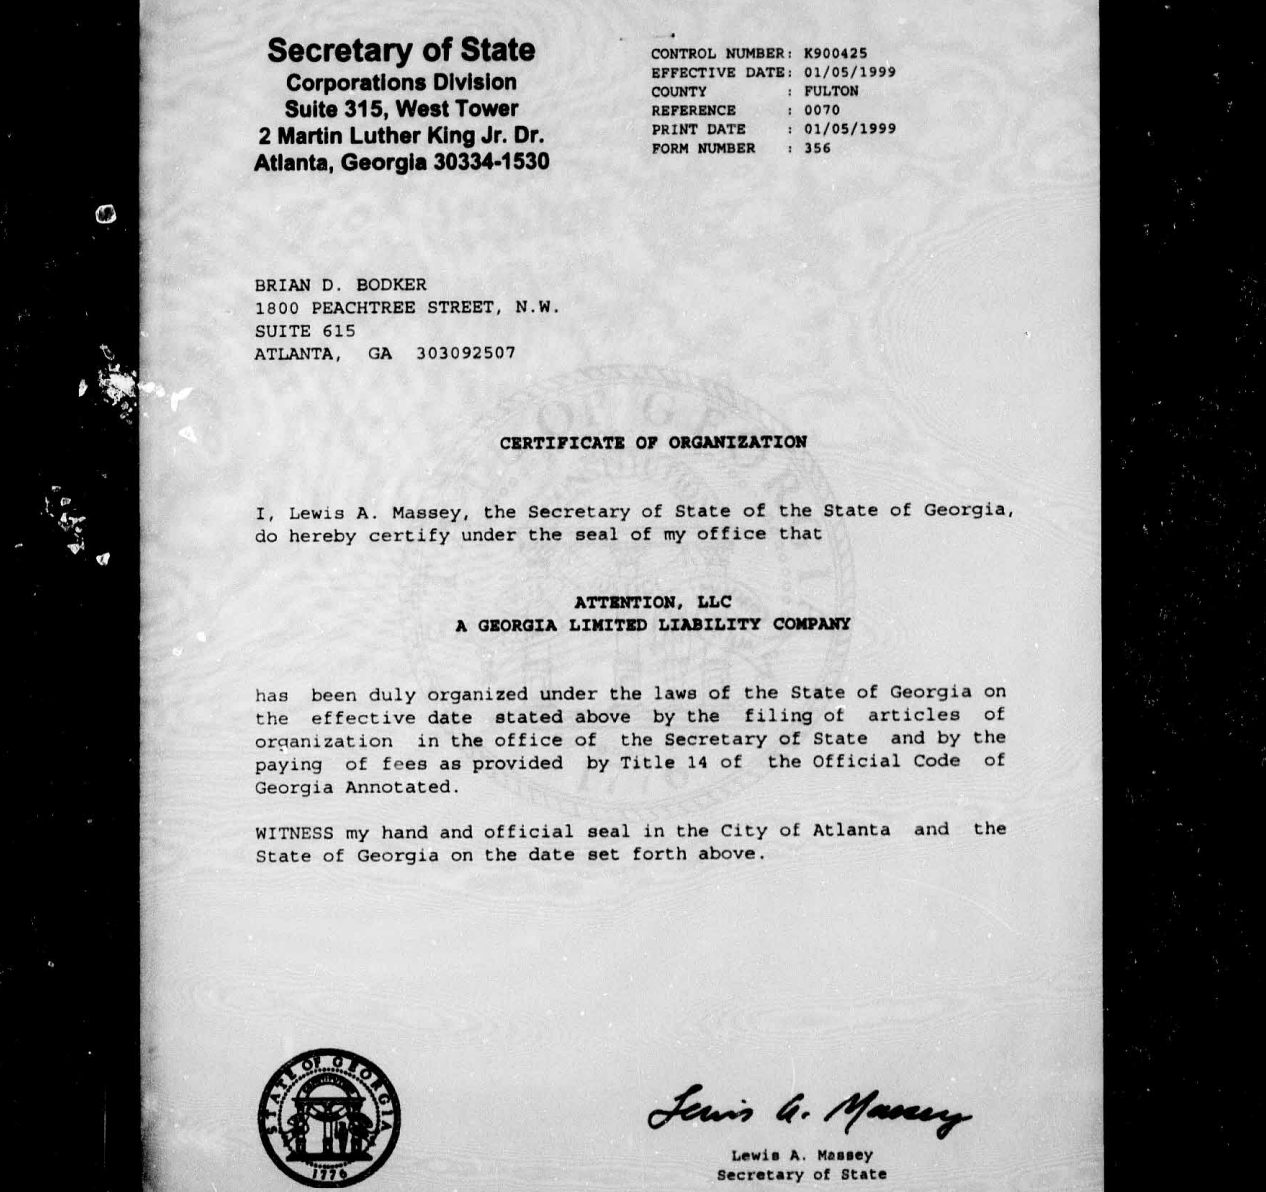 Secretary of State
Corporations Division
Suite 315, West Tower
2 Martin Luther King Jr. Dr.
Atlanta, Georgia 30334-1530
CONTROL NUMBER: K900425
EFFECTIVE DATE: 01/05/1999
COUNTY : FULTON
REFERENCE : 0070
PRINT DATE : 01/05/1999
FORM NUMBER : 356
BRIAN D. BODKER
1800 PEACHTREE STREET, N.W.
SUITE 615
ATLANTA, GA 303092507
CERTIFICATE OF ORGANIZATION
I, Lewis A. Massey, the Secretary of State of the State of Georgia,
do hereby certify under the seal of my office that
ATTENTION, LLC
A GEORGIA LIMITED LIABILITY COMPANY
has been duly organized under the laws of the State of Georgia on
the effective date stated above by the filing of articles of
organization in the office of the Secretary of State and by the
paying of fees as provided by Title 14 of the Official Code of
Georgia Annotated.
WITNESS my hand and official seal in the City of Atlanta and the
State of Georgia on the date set forth above.
STATE OF GEORGIA
1776
Lewis A. Massey
Lewis A. Massey
Secretary of State